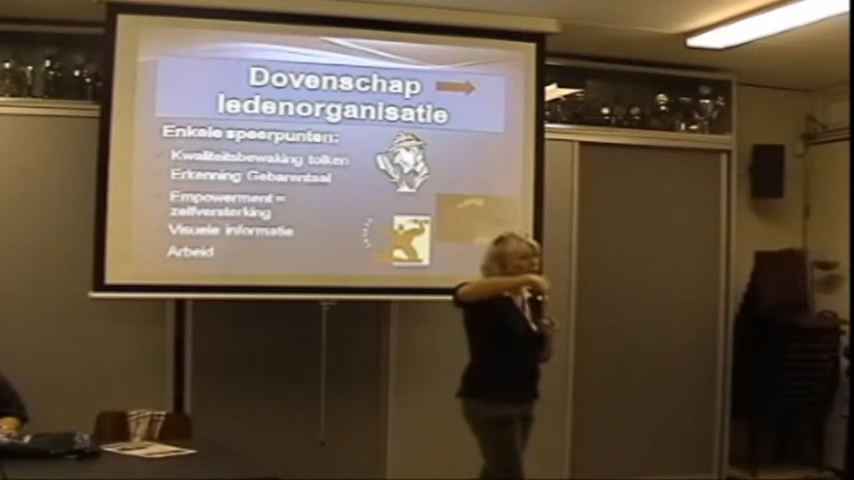 Dovenschap
ledenorganisatie
Enkele speerpunten:
Kwaliteitsbewaking tolken
Erkenning Gebarentaal
Empowerment =
zelfversterking
Visuele informatie
Arbeid